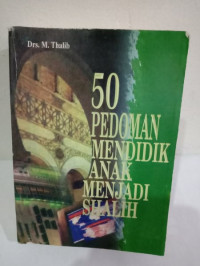 Drs. M. Thalib
50
PEDOMAN
MENDIDIK
ANAK
MENJADI
SHALIH